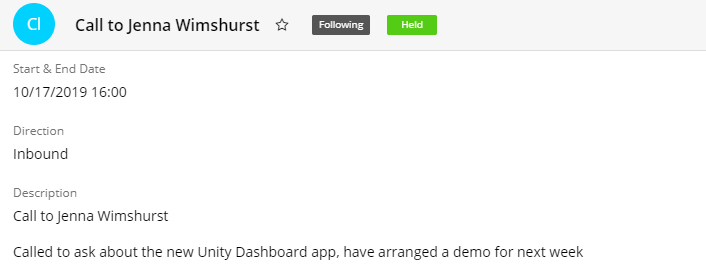 Cl
Call to Jenna Wimshurst
Following
Held
Start & End Date
10/17/2019 16:00
Direction
Inbound
Description
Call to Jenna Wimshurst
Called to ask about the new Unity Dashboard app, have arranged a demo for next week